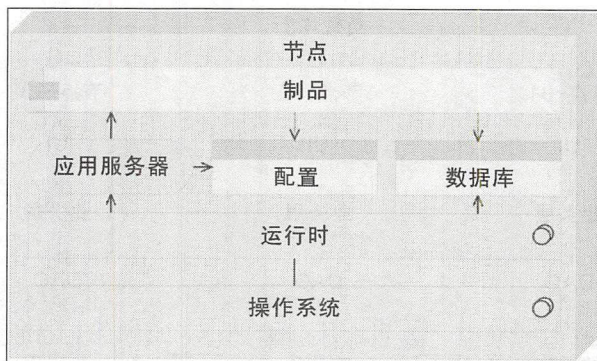 节点
制品
应用服务器
配置
数据库
运行时
操作系统